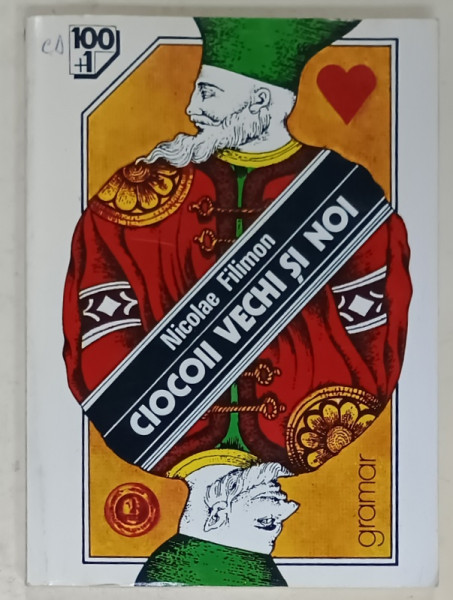 CD
100
+1
Nicolae Filimon
CIOCOII VECHI ȘI NOI
gramar